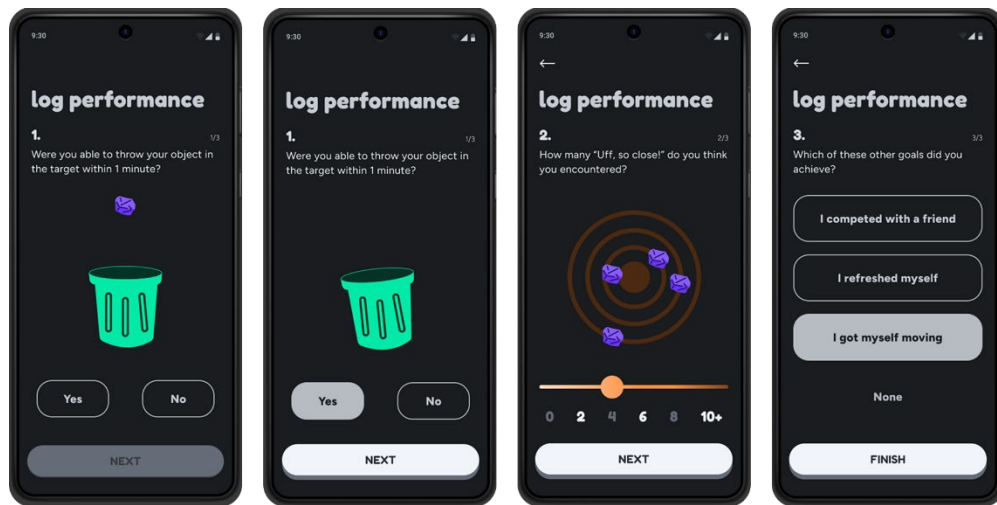 9:30
log performance
1.
1/3
Were you able to throw your object in
the target within 1 minute?
Yes
No
NEXT
9:30
log performance
1.
1/3
Were you able to throw your object in
the target within 1 minute?
Yes
No
NEXT
9:30
←
log performance
2.
2/3
How many "Uff, so close!" do you think
you encountered?
0 2 4 6 8 10+
NEXT
9:30
←
log performance
3.
3/3
Which of these other goals did you
achieve?
I competed with a friend
I refreshed myself
I got myself moving
None
FINISH